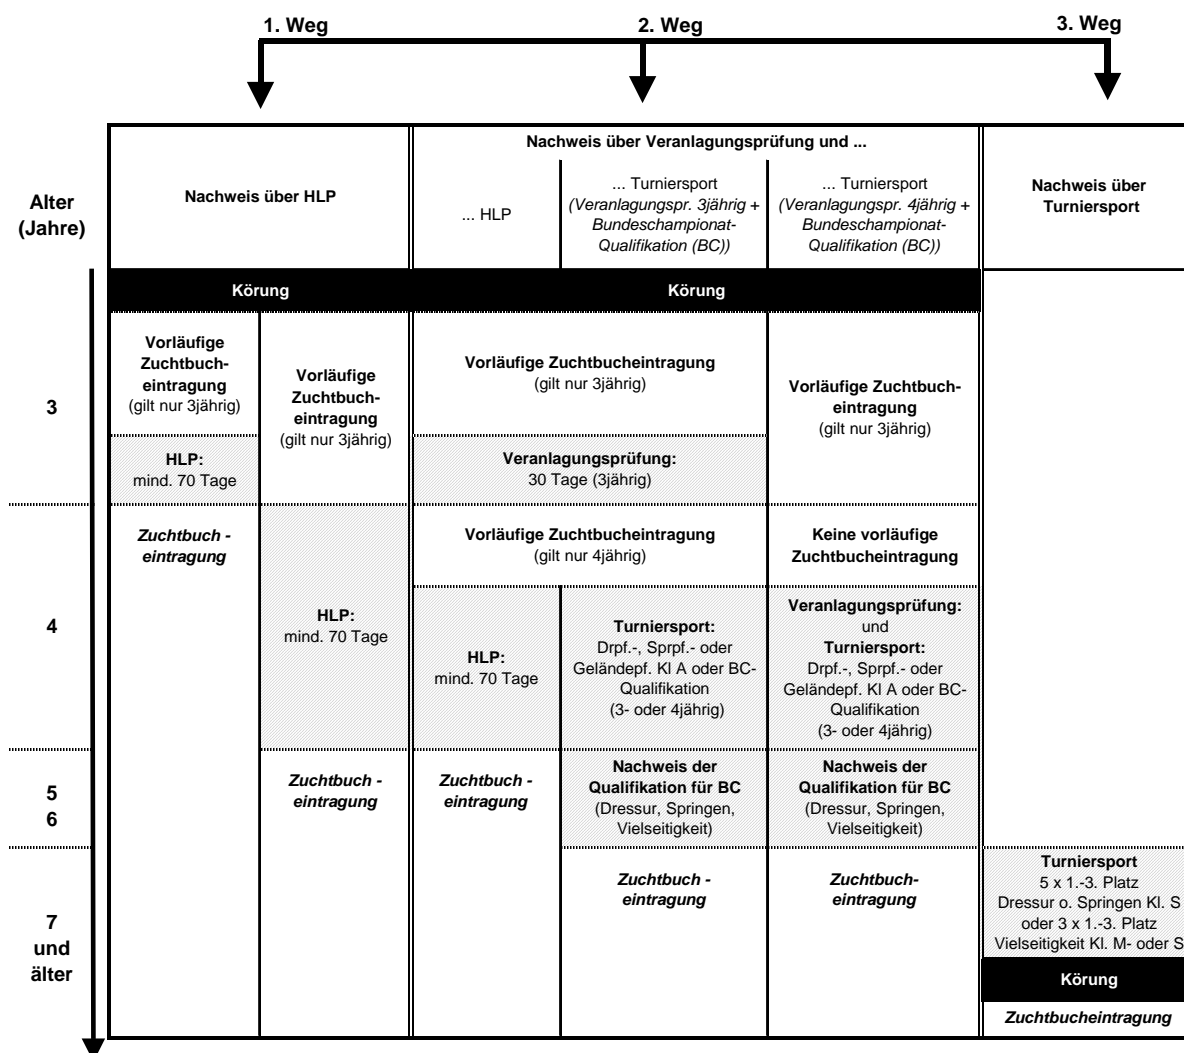 1. Weg
2. Weg
3. Weg
Alter
(Jahre)
Nachweis über HLP
Nachweis über Veranlagungsprüfung und ...
... HLP
... Turniersport
(Veranlagungspr. 3jährig +
Bundeschampionat-
Qualifikation (BC))
... Turniersport
(Veranlagungspr. 4jährig +
Bundeschampionat-
Qualifikation (BC))
Nachweis über
Turniersport
Körung
Körung
3
Vorläufige
Zuchtbuch-
eintragung
(gilt nur 3jährig)
HLP:
mind. 70 Tage
Vorläufige
Zuchtbuch-
eintragung
(gilt nur 3jährig)
Vorläufige Zuchtbucheintragung
(gilt nur 3jährig)
Veranlagungsprüfung:
30 Tage (3jährig)
Vorläufige Zuchtbuch-
eintragung
(gilt nur 3jährig)
4
Zuchtbuch -
eintragung
HLP:
mind. 70 Tage
Vorläufige Zuchtbucheintragung
(gilt nur 4jährig)
HLP:
mind. 70 Tage
Turniersport:
Drpf.-, Sprpf.- oder
Geländepf. Kl A oder BC-
Qualifikation
(3- oder 4jährig)
Keine vorläufige
Zuchtbucheintragung
Veranlagungsprüfung:
und
Turniersport:
Drpf.-, Sprpf.- oder
Geländepf. Kl A oder BC-
Qualifikation
(3- oder 4jährig)
5
6
Zuchtbuch -
eintragung
Zuchtbuch -
eintragung
Nachweis der
Qualifikation für BC
(Dressur, Springen,
Vielseitigkeit)
Nachweis der
Qualifikation für BC
(Dressur, Springen,
Vielseitigkeit)
7
und
älter
Zuchtbuch -
eintragung
Zuchtbuch-
eintragung
Turniersport
5 x 1.-3. Platz
Dressur o. Springen Kl. S
oder 3 x 1.-3. Platz
Vielseitigkeit Kl. M- oder S
Körung
Zuchtbucheintragung